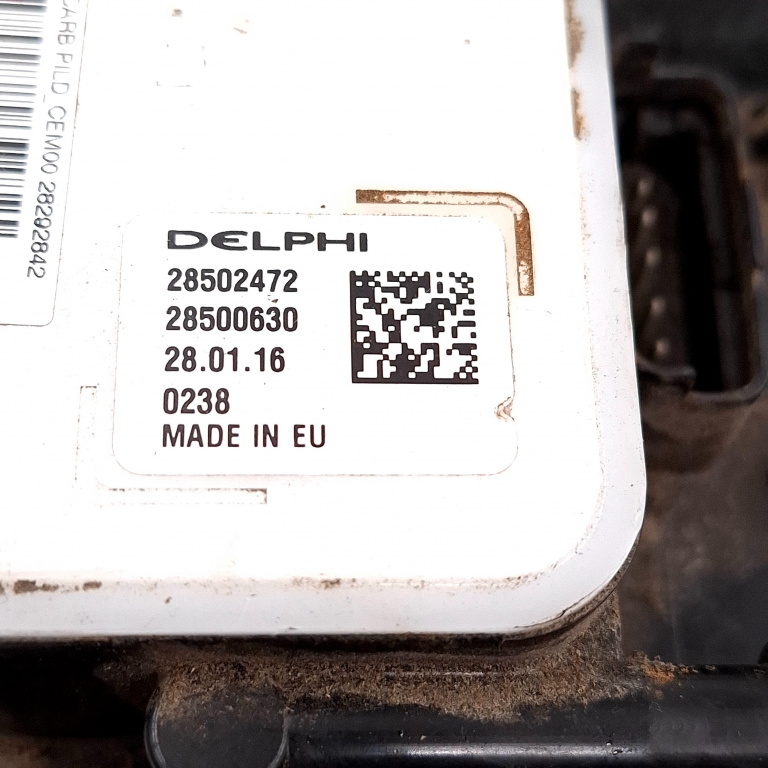 CARB PILD_CEM00 28292842
DELPHI
28502472
28500630
28.01.16
0238
MADE IN EU